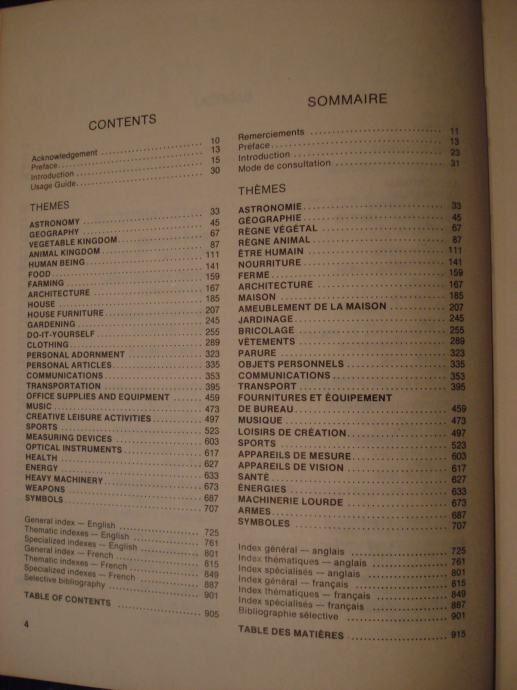 CONTENTS
Acknowledgement 10
Preface 13
Introduction 15
Usage Guide 30
THEMES
ASTRONOMY 33
GEOGRAPHY 45
VEGETABLE KINGDOM 67
ANIMAL KINGDOM 87
HUMAN BEING 111
FOOD 141
FARMING 159
ARCHITECTURE 167
HOUSE 185
HOUSE FURNITURE 207
GARDENING 245
DO-IT-YOURSELF 255
CLOTHING 289
PERSONAL ADORNMENT 323
PERSONAL ARTICLES 335
COMMUNICATIONS 353
TRANSPORTATION 395
OFFICE SUPPLIES AND EQUIPMENT 459
MUSIC 473
CREATIVE LEISURE ACTIVITIES 497
SPORTS 523
MEASURING DEVICES 603
OPTICAL INSTRUMENTS 617
HEALTH 627
ENERGY 633
HEAVY MACHINERY 673
WEAPONS 687
SYMBOLS 707
General index — English 725
Thematic indexes — English 761
Specialized indexes — English 801
General index — French 815
Thematic indexes — French 849
Specialized indexes — French 887
Selective bibliography 901
TABLE OF CONTENTS 905
4
SOMMAIRE
Remerciements 11
Préface 13
Introduction 23
Mode de consultation 31
THÈMES
ASTRONOMIE 33
GÉOGRAPHIE 45
RÈGNE VÉGÉTAL 67
RÈGNE ANIMAL 87
ÊTRE HUMAIN 111
NOURRITURE 141
FERME 159
ARCHITECTURE 167
MAISON 185
AMEUBLEMENT DE LA MAISON 207
JARDINAGE 245
BRICOLAGE 255
VÊTEMENTS 289
PARURE 323
OBJETS PERSONNELS 335
COMMUNICATIONS 353
TRANSPORT 395
FOURNITURES ET ÉQUIPEMENT
DE BUREAU 459
MUSIQUE 473
LOISIRS DE CRÉATION 497
SPORTS 523
APPAREILS DE MESURE 603
APPAREILS DE VISION 617
SANTÉ 627
ÉNERGIES 633
MACHINERIE LOURDE 673
ARMES 687
SYMBOLES 707
Index général — anglais 725
Index thématiques — anglais 761
Index spécialisés — anglais 801
Index général — français 815
Index thématiques — français 849
Index spécialisés — français 887
Bibliographie sélective 901
TABLE DES MATIÈRES 915